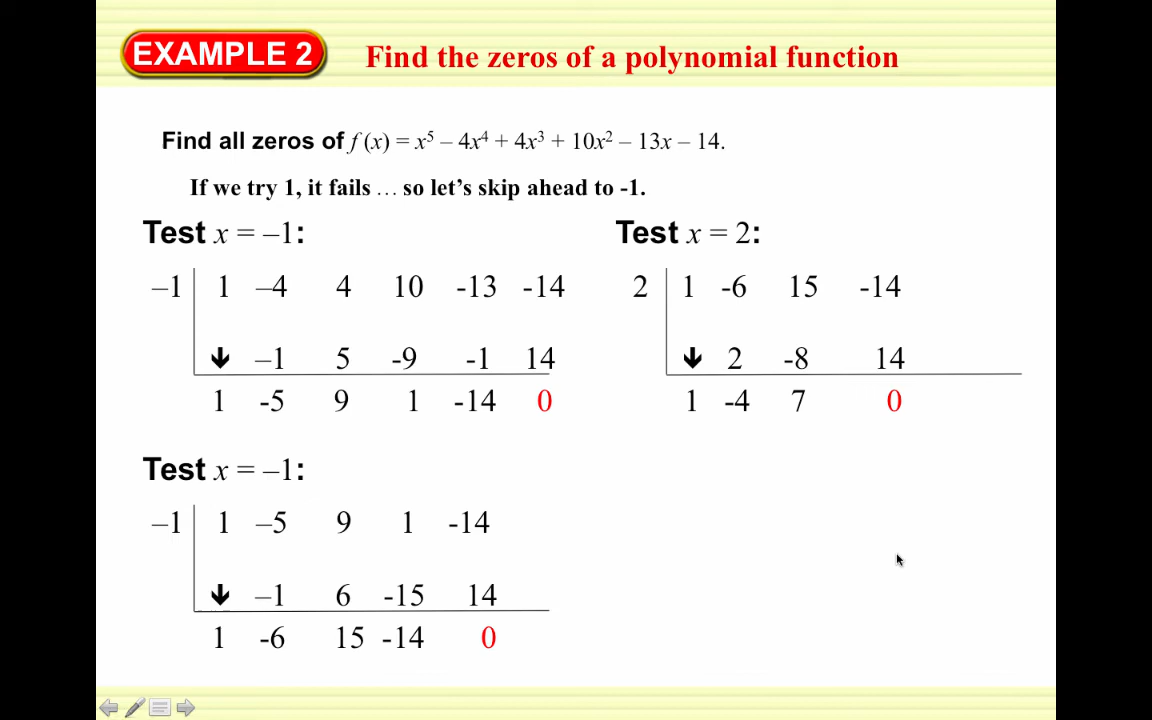 EXAMPLE 2 Find the zeros of a polynomial function
Find all zeros of f (x) = x⁵ – 4x⁴ + 4x³ + 10x² – 13x – 14.
If we try 1, it fails … so let’s skip ahead to -1.
Test x = –1:
–1 1 –4 4 10 -13 -14
–1 5 -9 -1 14
1 -5 9 1 -14 0
Test x = 2:
2 1 -6 15 -14
2 -8 14
1 -4 7 0
Test x = –1:
–1 1 –5 9 1 -14
–1 6 -15 14
1 -6 15 -14 0